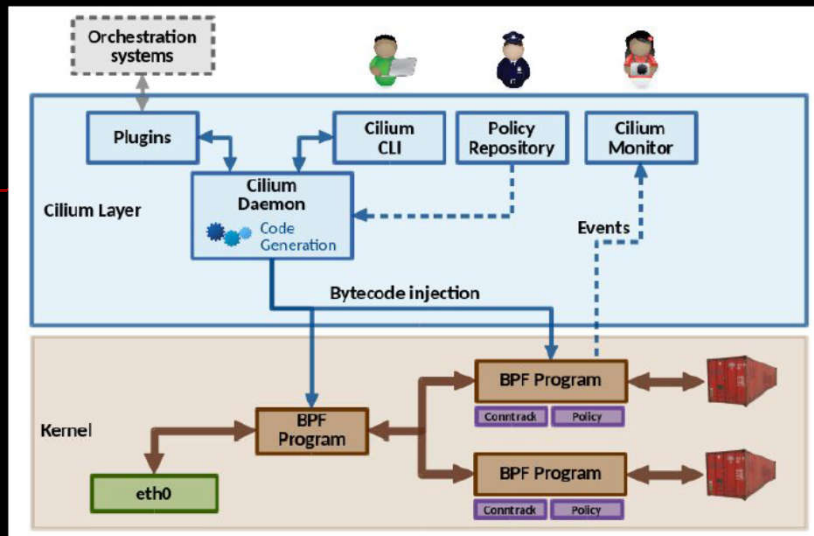 Orchestration
systems
Plugins
Cilium
CLI
Policy
Repository
Cilium
Monitor
Cilium Layer
Cilium
Daemon
Code
Generation
Events
Bytecode injection
Kernel
BPF
Program
eth0
BPF Program
Conntrack Policy
BPF Program
Conntrack Policy